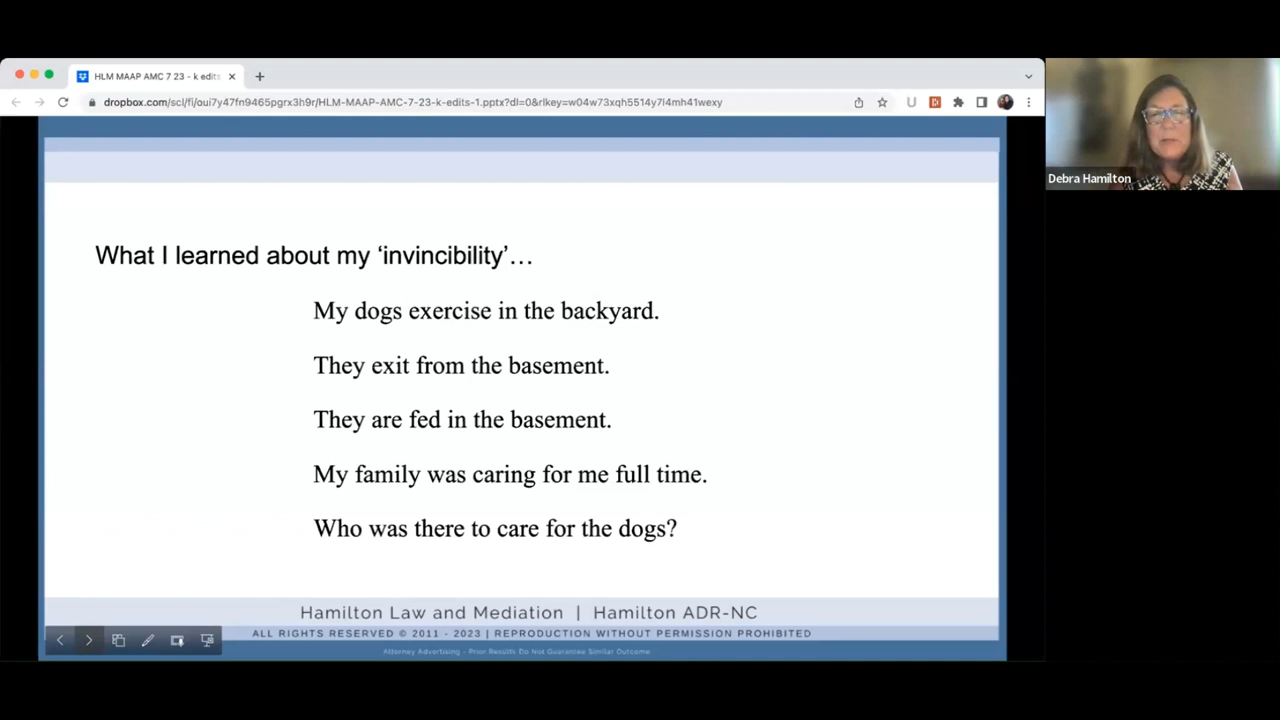 HLM MAAP AMC 7 23 - k edits
dropbox.com/scl/fi/oui7y47fn9465pgrx3h9r/HLM-MAAP-AMC-7-23-k-edits-1.pptx?dl=0&rlkey=w04w73xqh5514y7l4mh41wexy
Debra Hamilton
What I learned about my ‘invincibility’…
My dogs exercise in the backyard.
They exit from the basement.
They are fed in the basement.
My family was caring for me full time.
Who was there to care for the dogs?
Hamilton Law and Mediation | Hamilton ADR-NC
ALL RIGHTS RESERVED © 2011 - 2023 | REPRODUCTION WITHOUT PERMISSION PROHIBITED
Attorney Advertising - Prior Results Do Not Guarantee Similar Outcome